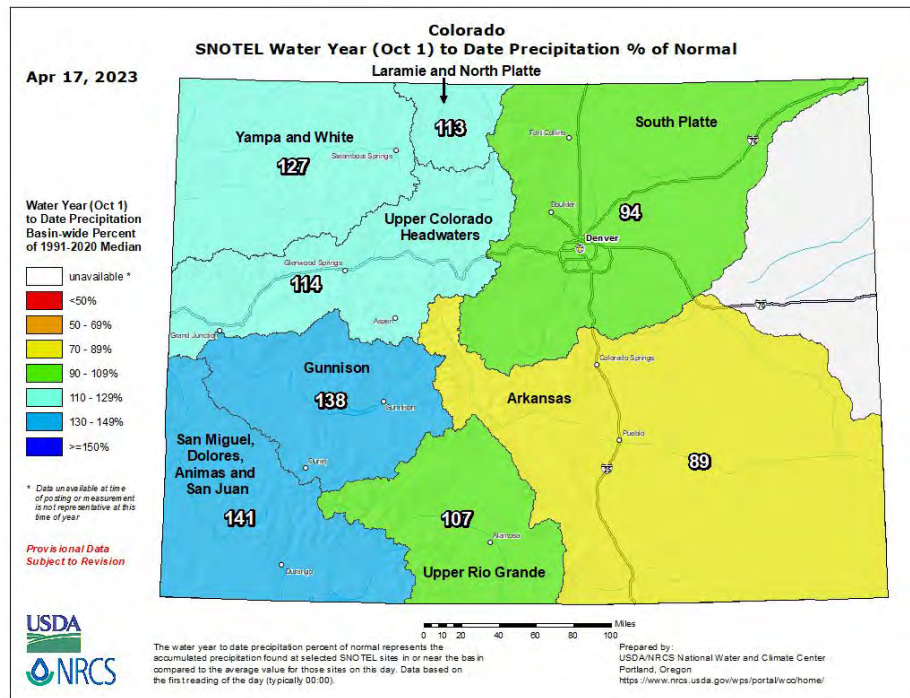 Colorado
SNOTEL Water Year (Oct 1) to Date Precipitation % of Normal
Apr 17, 2023
Laramie and North Platte
113
Yampa and White
127
Steamboat Springs
South Platte
Fort Collins
76
94
Boulder
Denver
Upper Colorado
Headwaters
Glenwood Springs
114
Aspen
Grand Junction
70
Water Year (Oct 1)
to Date Precipitation
Basin-wide Percent
of 1991-2020 Median
unavailable *
<50%
50 - 69%
70 - 89%
90 - 109%
110 - 129%
130 - 149%
>=150%
* Data unavailable at time
of posting or measurement
is not representative at this
time of year
Provisional Data
Subject to Revision
Gunnison
138
Gunnison
Ouray
Colorado Springs
Arkansas
Pueblo
25
89
San Miguel,
Dolores,
Animas and
San Juan
141
Durango
107
Alamosa
Upper Rio Grande
USDA
NRCS
Miles
0 10 20 40 60 80 100
The water year to date precipitation percent of normal represents the
accumulated precipitation found at selected SNOTEL sites in or near the basin
compared to the average value for those sites on this day. Data based on
the first reading of the day (typically 00:00).
Prepared by:
USDA/NRCS National Water and Climate Center
Portland, Oregon
https://www.nrcs.usda.gov/wps/portal/wcc/home/